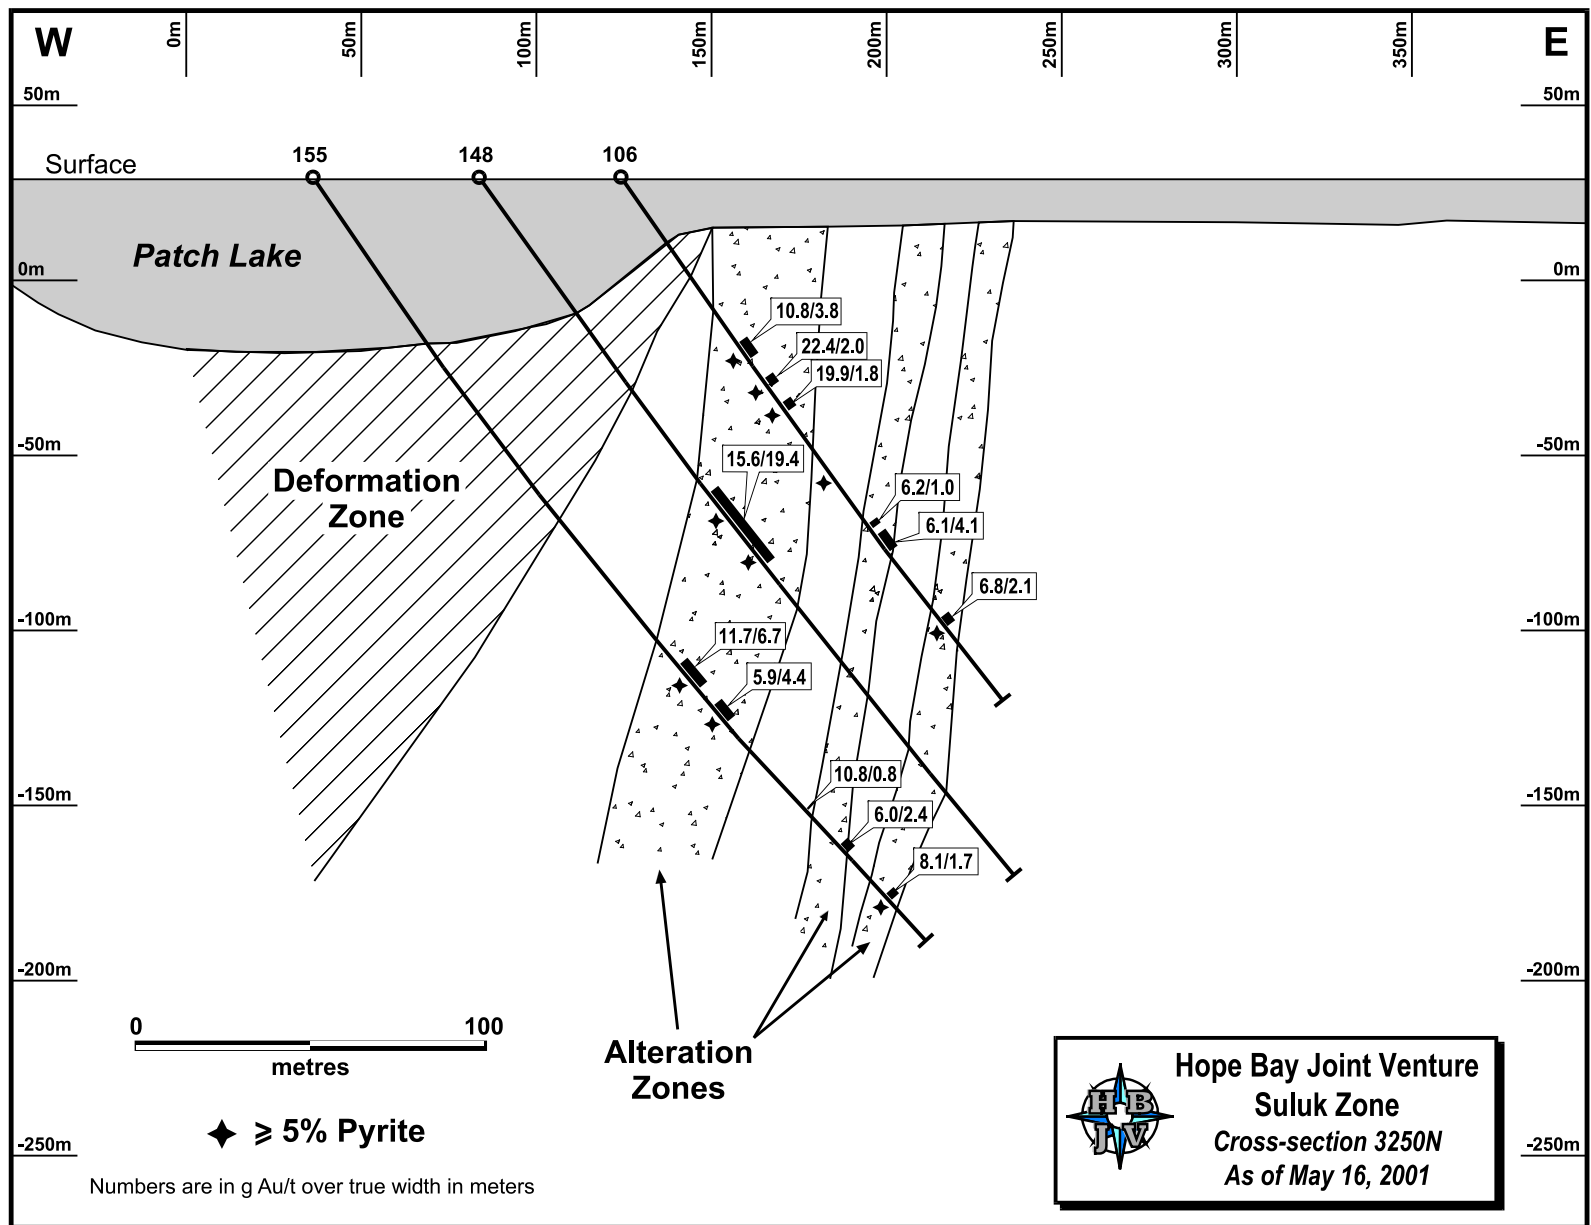 W
0m
50m
100m
150m
200m
250m
300m
350m
E
50m
50m
155
148
106
Surface
Patch Lake
0m
0m
10.8/3.8
22.4/2.0
19.9/1.8
-50m
-50m
15.6/19.4
Deformation
Zone
6.2/1.0
6.1/4.1
6.8/2.1
-100m
-100m
11.7/6.7
5.9/4.4
10.8/0.8
-150m
-150m
6.0/2.4
8.1/1.7
-200m
-200m
0 100
metres
Alteration
Zones
≥ 5% Pyrite
-250m
-250m
Numbers are in g Au/t over true width in meters
H B
J V
Hope Bay Joint Venture
Suluk Zone
Cross-section 3250N
As of May 16, 2001